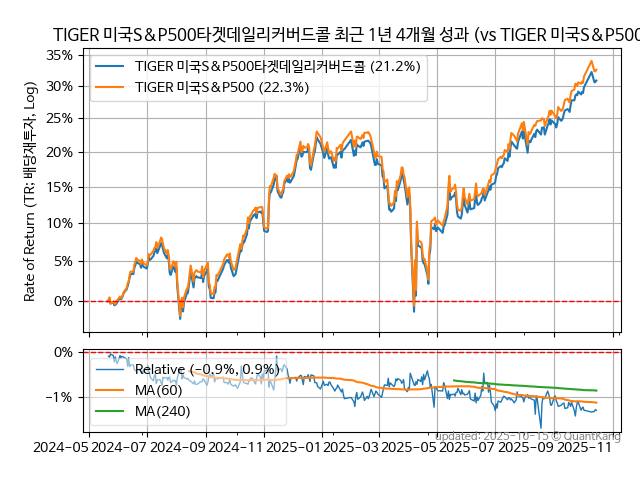 TIGER 미국S&P500타겟데일리커버드콜 최근 1년 4개월 성과 (vs TIGER 미국S&P500
TIGER 미국S&P500타겟데일리커버드콜 (21.2%)
TIGER 미국S&P500 (22.3%)
Rate of Return (TR: 배당재투자, Log)
35%
30%
25%
20%
15%
10%
5%
0%
0%
−1%
Relative (−0.9%, 0.9%)
MA(60)
MA(240)
updated: 2025-10-15 © QuantKang
2024-05 2024-07 2024-09 2024-11 2025-01 2025-03 2025-05 2025-07 2025-09 2025-11